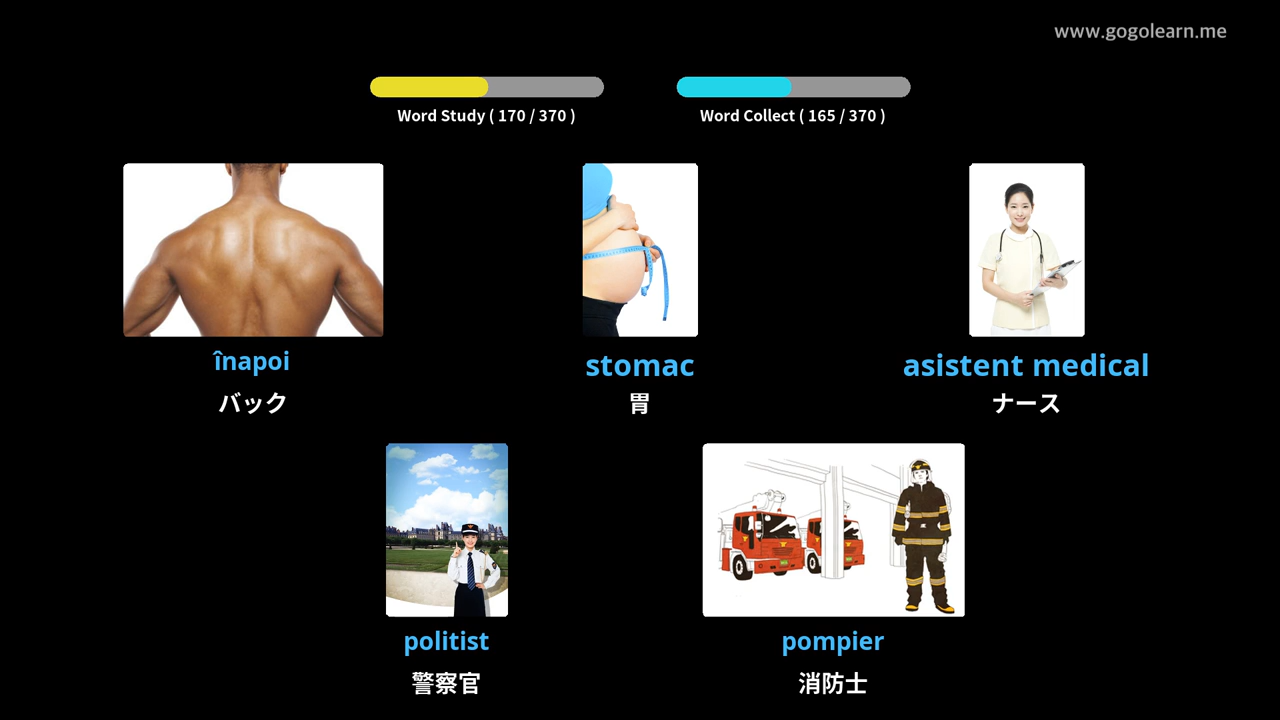 www.gogolearn.me
Word Study ( 170 / 370 )
Word Collect ( 165 / 370 )
înapoi
バック
stomac
胃
asistent medical
ナース
politist
警察官
pompier
消防士